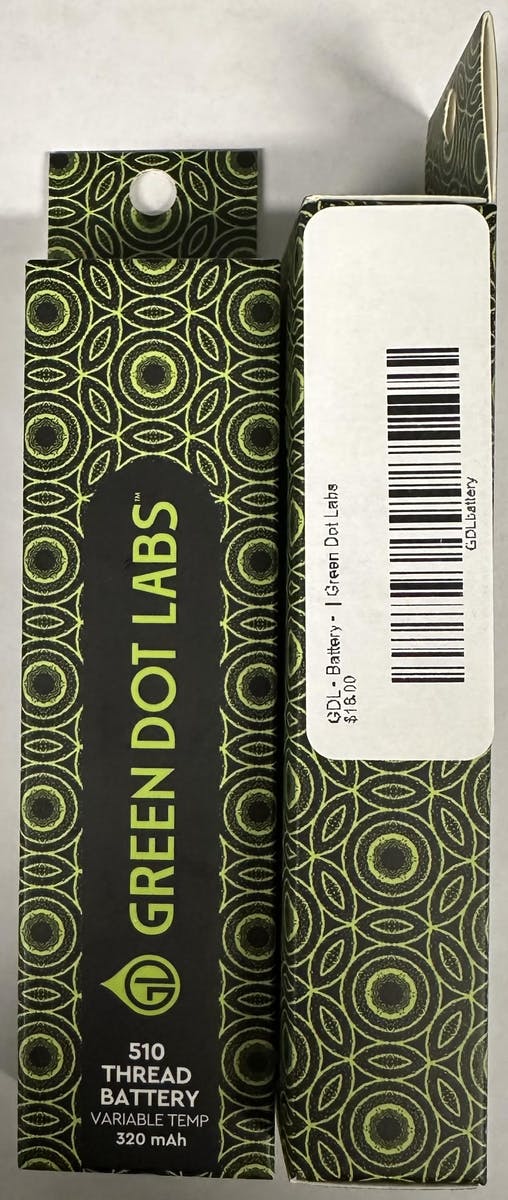 GREEN DOT LABS™
510
THREAD
BATTERY
VARIABLE TEMP
320 mAh
GDL - Battery - | Green Dot Labs
$18.00
GDLbattery